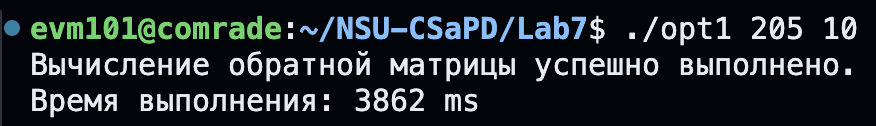 evm101@comrade:~/NSU-CSaPD/Lab7$ ./opt1 205 10
Вычисление обратной матрицы успешно выполнено.
Время выполнения: 3862 ms